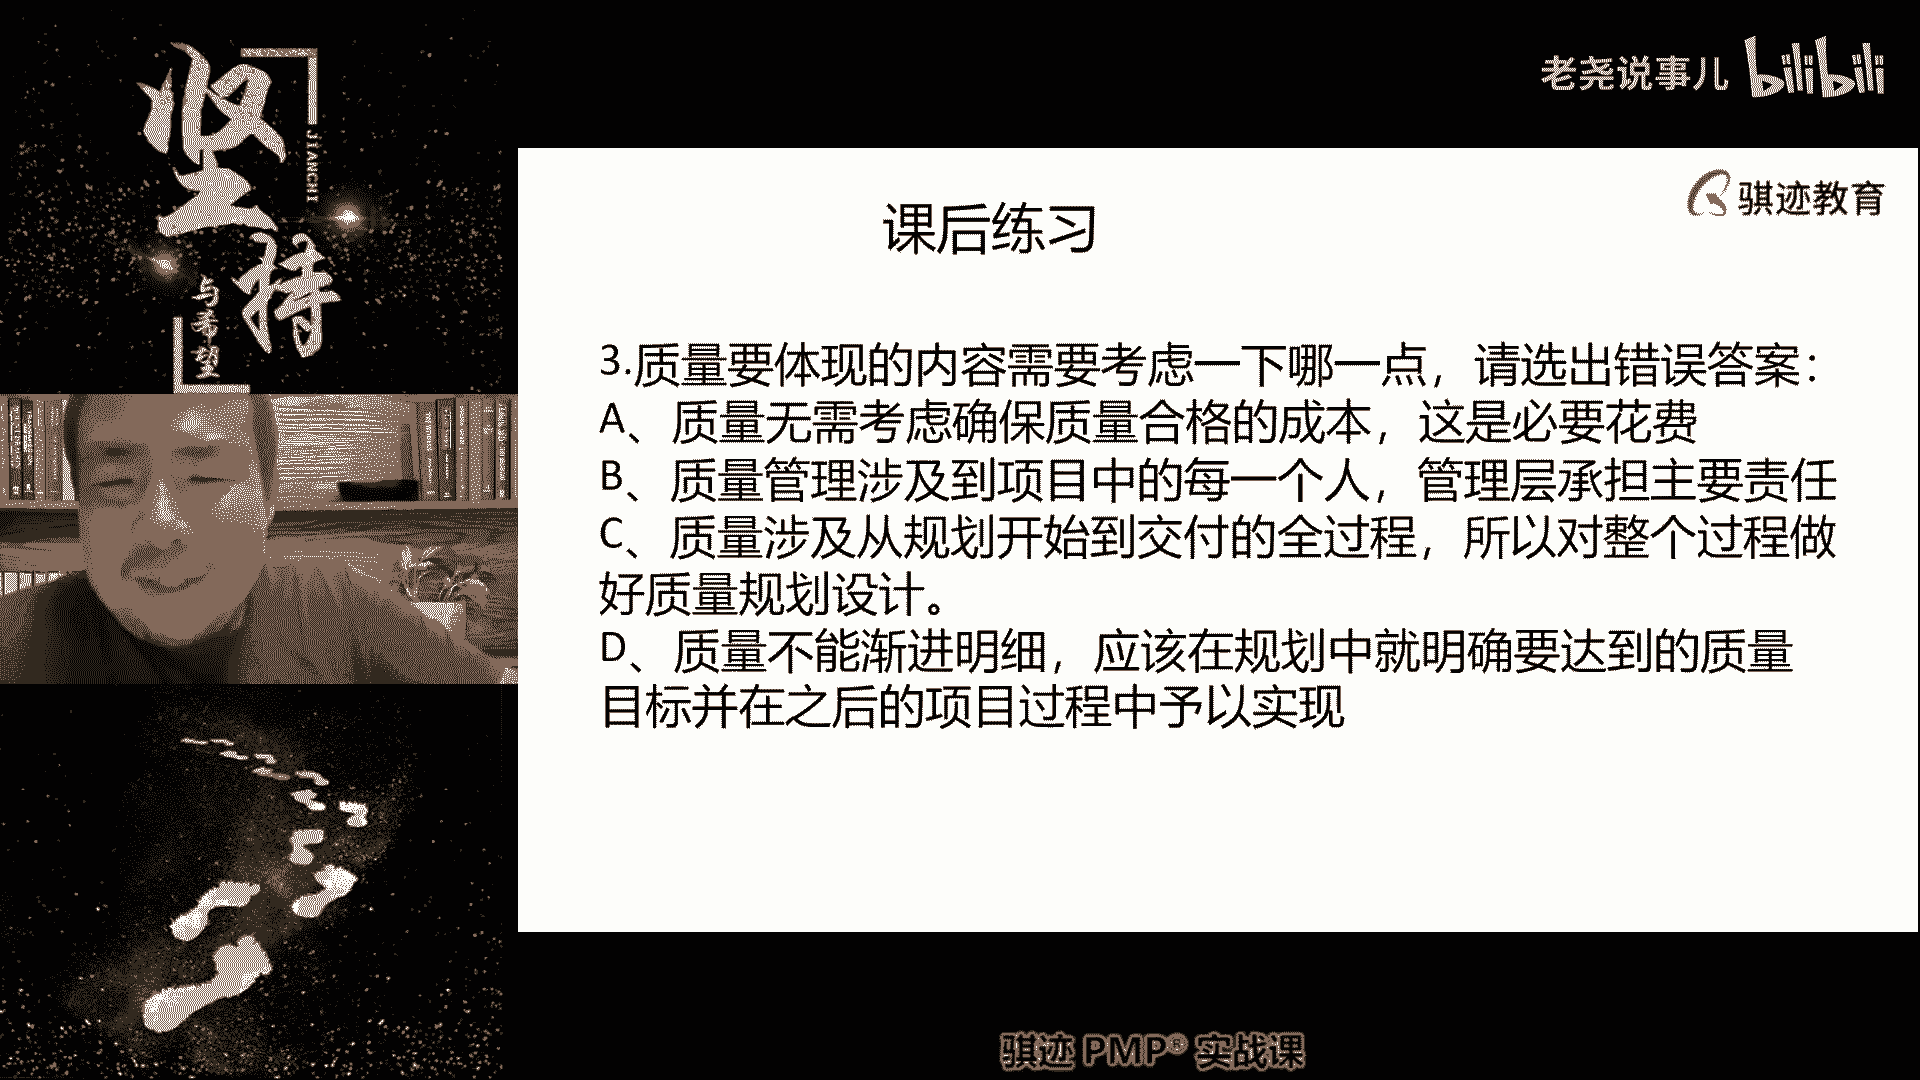 坚持
JIANCHI
与希望
老尧说事儿 bilibili
骐迹教育
课后练习
3.质量要体现的内容需要考虑一下哪一点，请选出错误答案：
A、质量无需考虑确保质量合格的成本，这是必要花费
B、质量管理涉及到项目中的每一个人，管理层承担主要责任
C、质量涉及从规划开始到交付的全过程，所以对整个过程做
好质量规划设计。
D、质量不能渐进明细，应该在规划中就明确要达到的质量
目标并在之后的项目过程中予以实现
骐迹 PMP® 实战课